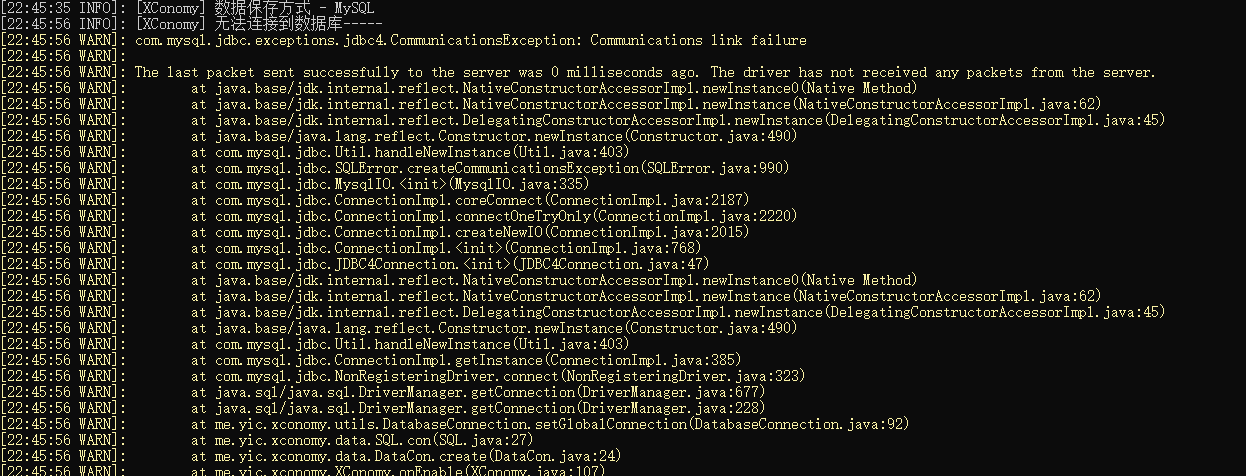 [22:45:35 INFO]: [XConomy] 数据保存方式 - MySQL
[22:45:56 INFO]: [XConomy] 无法连接到数据库-----
[22:45:56 WARN]: com.mysql.jdbc.exceptions.jdbc4.CommunicationsException: Communications link failure
[22:45:56 WARN]:
[22:45:56 WARN]: The last packet sent successfully to the server was 0 milliseconds ago. The driver has not received any packets from the server.
[22:45:56 WARN]: at java.base/jdk.internal.reflect.NativeConstructorAccessorImpl.newInstance0(Native Method)
[22:45:56 WARN]: at java.base/jdk.internal.reflect.NativeConstructorAccessorImpl.newInstance(NativeConstructorAccessorImpl.java:62)
[22:45:56 WARN]: at java.base/jdk.internal.reflect.DelegatingConstructorAccessorImpl.newInstance(DelegatingConstructorAccessorImpl.java:45)
[22:45:56 WARN]: at java.base/java.lang.reflect.Constructor.newInstance(Constructor.java:490)
[22:45:56 WARN]: at com.mysql.jdbc.Util.handleNewInstance(Util.java:403)
[22:45:56 WARN]: at com.mysql.jdbc.SQLError.createCommunicationsException(SQLError.java:990)
[22:45:56 WARN]: at com.mysql.jdbc.MysqlIO.<init>(MysqlIO.java:335)
[22:45:56 WARN]: at com.mysql.jdbc.ConnectionImpl.coreConnect(ConnectionImpl.java:2187)
[22:45:56 WARN]: at com.mysql.jdbc.ConnectionImpl.connectOneTryOnly(ConnectionImpl.java:2220)
[22:45:56 WARN]: at com.mysql.jdbc.ConnectionImpl.createNewIO(ConnectionImpl.java:2015)
[22:45:56 WARN]: at com.mysql.jdbc.ConnectionImpl.<init>(ConnectionImpl.java:768)
[22:45:56 WARN]: at com.mysql.jdbc.JDBC4Connection.<init>(JDBC4Connection.java:47)
[22:45:56 WARN]: at java.base/jdk.internal.reflect.NativeConstructorAccessorImpl.newInstance0(Native Method)
[22:45:56 WARN]: at java.base/jdk.internal.reflect.NativeConstructorAccessorImpl.newInstance(NativeConstructorAccessorImpl.java:62)
[22:45:56 WARN]: at java.base/jdk.internal.reflect.DelegatingConstructorAccessorImpl.newInstance(DelegatingConstructorAccessorImpl.java:45)
[22:45:56 WARN]: at java.base/java.lang.reflect.Constructor.newInstance(Constructor.java:490)
[22:45:56 WARN]: at com.mysql.jdbc.Util.handleNewInstance(Util.java:403)
[22:45:56 WARN]: at com.mysql.jdbc.ConnectionImpl.getInstance(ConnectionImpl.java:385)
[22:45:56 WARN]: at com.mysql.jdbc.NonRegisteringDriver.connect(NonRegisteringDriver.java:323)
[22:45:56 WARN]: at java.sql/java.sql.DriverManager.getConnection(DriverManager.java:677)
[22:45:56 WARN]: at java.sql/java.sql.DriverManager.getConnection(DriverManager.java:228)
[22:45:56 WARN]: at me.yic.xconomy.utils.DatabaseConnection.setGlobalConnection(DatabaseConnection.java:92)
[22:45:56 WARN]: at me.yic.xconomy.data.SQL.con(SQL.java:27)
[22:45:56 WARN]: at me.yic.xconomy.data.DataCon.create(DataCon.java:24)
[22:45:56 WARN]: at me.yic.xconomy.XConomy.onEnable(XConomy.java:107)